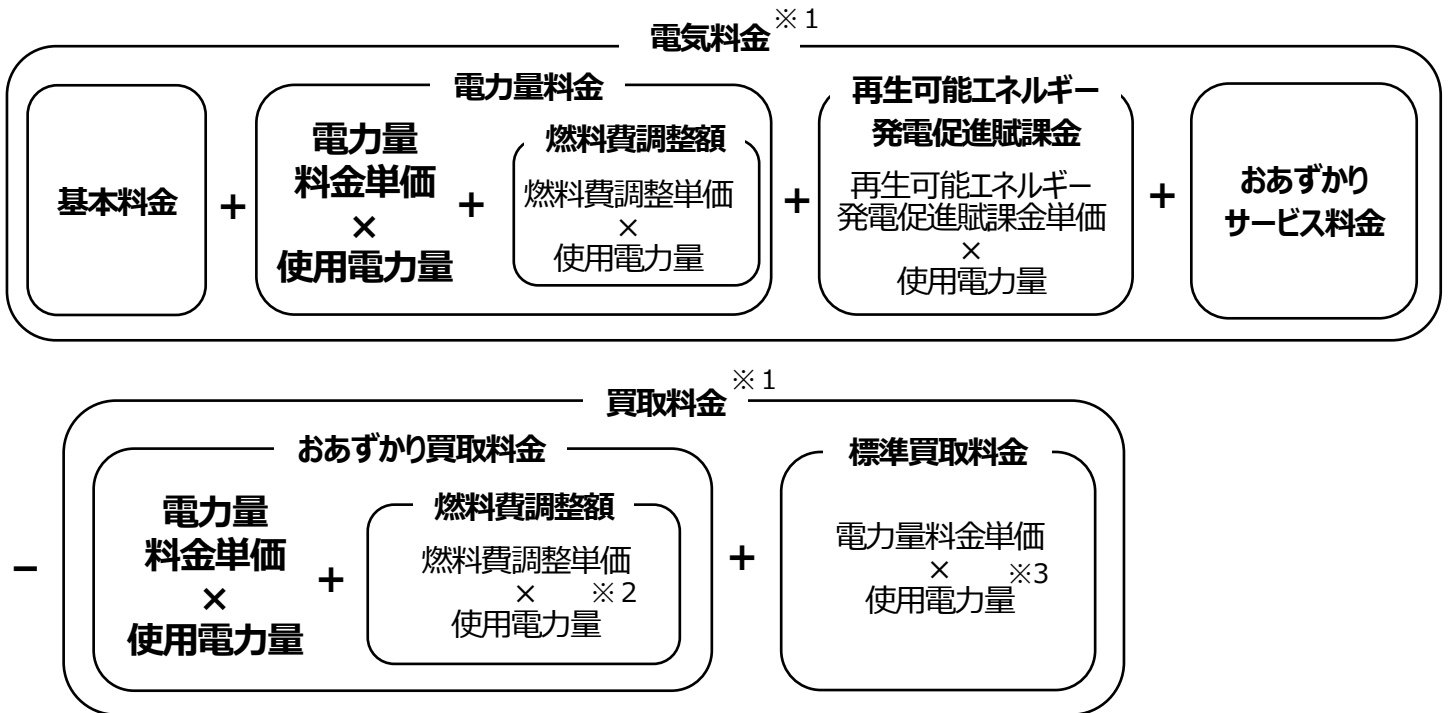 電気料金※1
基本料金
+
電力量料金
電力量
料金単価
×
使用電力量
+
燃料費調整額
燃料費調整単価
×
使用電力量
+
再生可能エネルギー
発電促進賦課金
再生可能エネルギー
発電促進賦課金単価
×
使用電力量
+
おあずかり
サービス料金
−
買取料金※1
おあずかり買取料金
電力量
料金単価
×
使用電力量
+
燃料費調整額
燃料費調整単価
× ※2
使用電力量
+
標準買取料金
電力量料金単価
× ※3
使用電力量